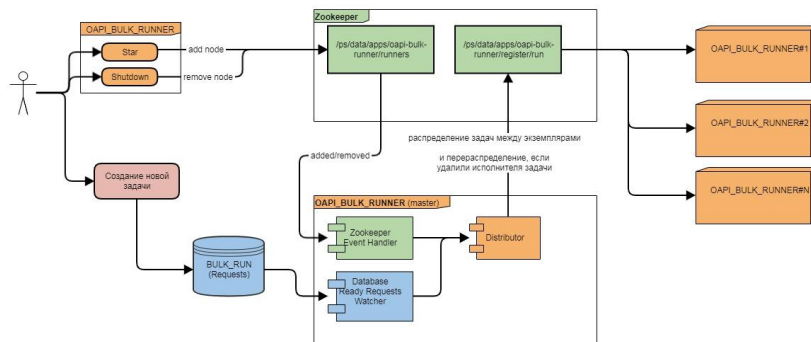 OAPI_BULK_RUNNER
Star
Shutdown
add node
remove node
Zookeeper
/ps/data/apps/oapi-bulk-
runner/runners
/ps/data/apps/oapi-bulk-
runner/register/run
OAPI_BULK_RUNNER#1
OAPI_BULK_RUNNER#2
OAPI_BULK_RUNNER#N
added/removed
распределение задач между экземплярами
и перераспределение, если
удалили исполнителя задачи
Создание новой
задачи
BULK_RUN
(Requests)
OAPI_BULK_RUNNER (master)
Zookeeper
Event Handler
Distributor
Database
Ready Requests
Watcher